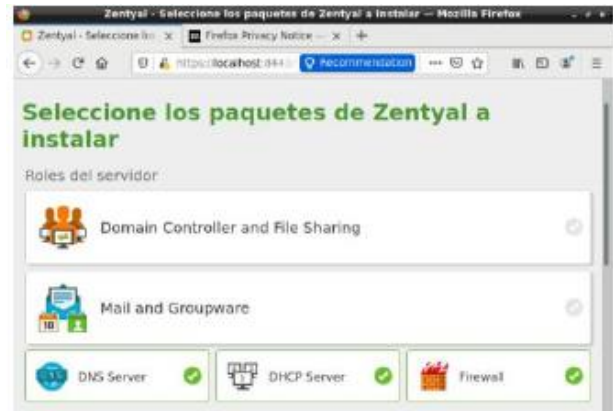 Zentyal - Seleccione los paquetes de Zentyal a instalar — Mozilla Firefox
Zentyal - Seleccione lo
Firefox Privacy Notice —
https://localhost:844
Recommendation
Seleccione los paquetes de Zentyal a
instalar
Roles del servidor
Domain Controller and File Sharing
Mail and Groupware
DNS Server
DHCP Server
Firewall